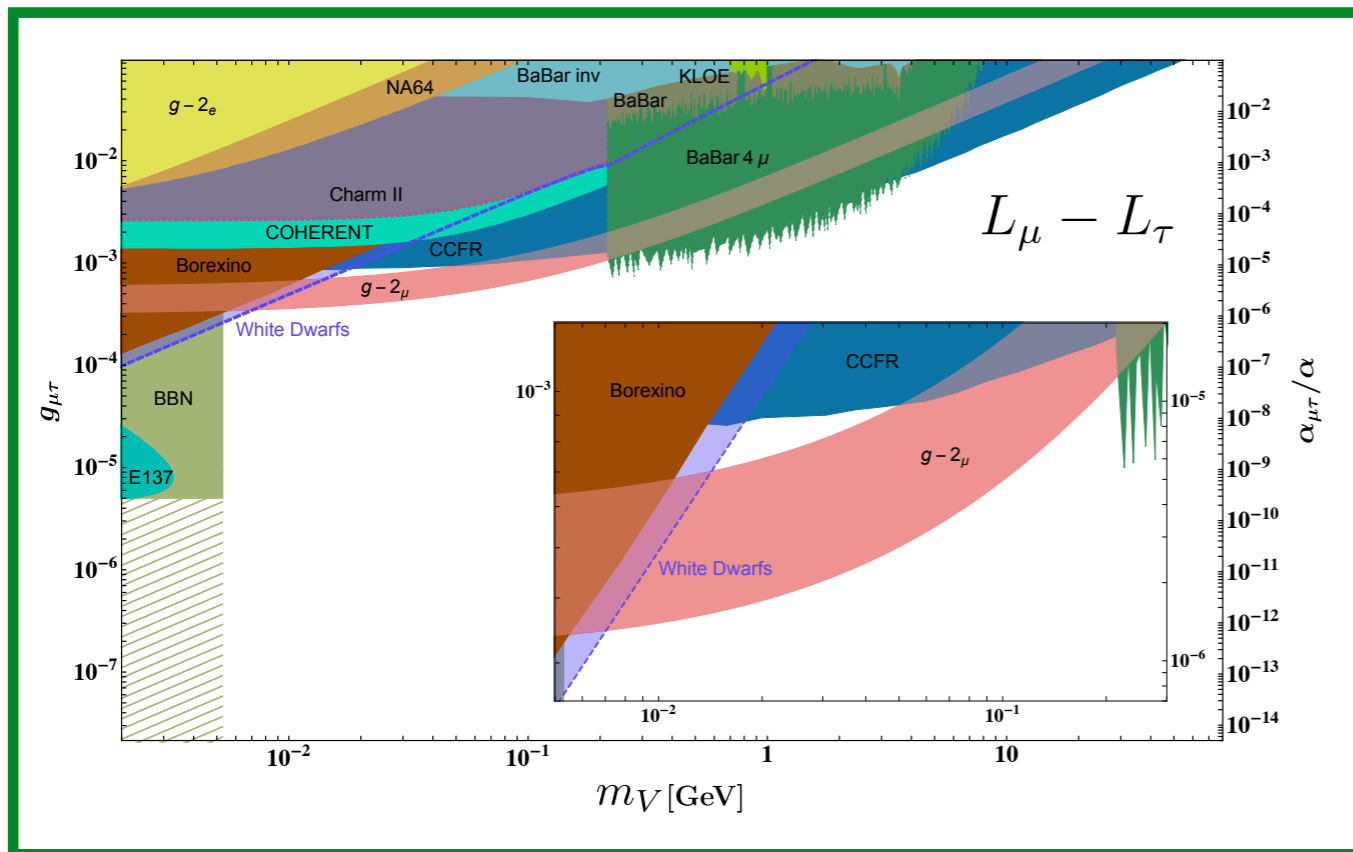 BaBar inv
KLOE
NA64
BaBar
g − 2e
BaBar 4 μ
Charm II
COHERENT
Borexino
CCFR
g − 2μ
White Dwarfs
BBN
E137
Lμ − Lτ
10⁻²
10⁻³
10⁻⁴
10⁻⁵
10⁻⁶
10⁻⁷
gμτ
10⁻²
10⁻³
10⁻⁴
10⁻⁵
10⁻⁶
10⁻⁷
10⁻⁸
10⁻⁹
10⁻¹⁰
10⁻¹¹
10⁻¹²
10⁻¹³
10⁻¹⁴
αμτ/α
CCFR
Borexino
g − 2μ
White Dwarfs
10⁻³
10⁻⁵
10⁻⁶
10⁻² 10⁻¹
10⁻² 10⁻¹ 1 10
mV [GeV]